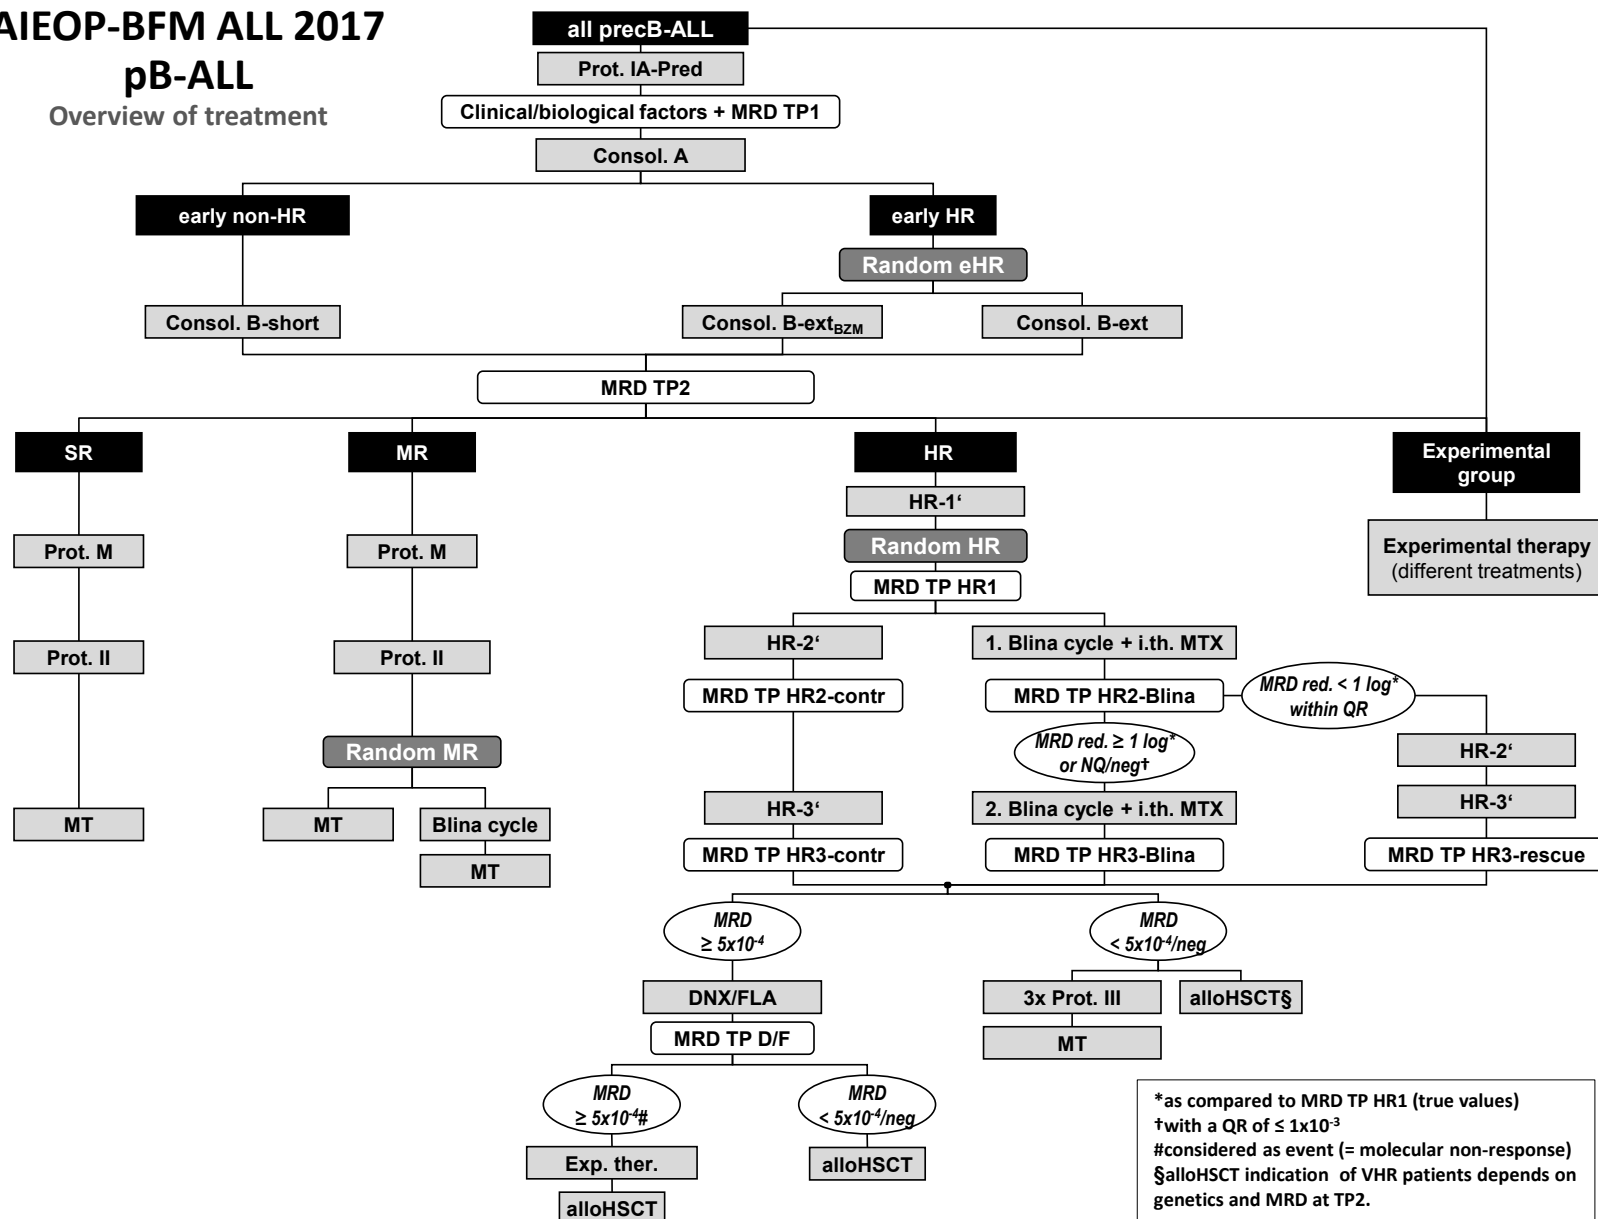 AIEOP-BFM ALL 2017
pB-ALL
Overview of treatment
all precB-ALL
Prot. IA-Pred
Clinical/biological factors + MRD TP1
Consol. A
early non-HR
early HR
Random eHR
Consol. B-short
Consol. B-extBZM
Consol. B-ext
MRD TP2
SR
MR
HR
Experimental
group
HR-1‘
Prot. M
Prot. M
Random HR
Experimental therapy
(different treatments)
MRD TP HR1
Prot. II
Prot. II
HR-2‘
1. Blina cycle + i.th. MTX
MRD TP HR2-contr
MRD TP HR2-Blina
MRD red. < 1 log*
within QR
Random MR
MRD red. ≥ 1 log*
or NQ/neg†
HR-2‘
MT
MT
Blina cycle
HR-3‘
2. Blina cycle + i.th. MTX
HR-3‘
MT
MRD TP HR3-contr
MRD TP HR3-Blina
MRD TP HR3-rescue
MRD
≥ 5x10-4
MRD
< 5x10-4/neg
DNX/FLA
3x Prot. III
alloHSCT§
MRD TP D/F
MT
MRD
≥ 5x10-4#
MRD
< 5x10-4/neg
Exp. ther.
alloHSCT
alloHSCT
*as compared to MRD TP HR1 (true values)
†with a QR of ≤ 1x10-3
#considered as event (= molecular non-response)
§alloHSCT indication of VHR patients depends on
genetics and MRD at TP2.